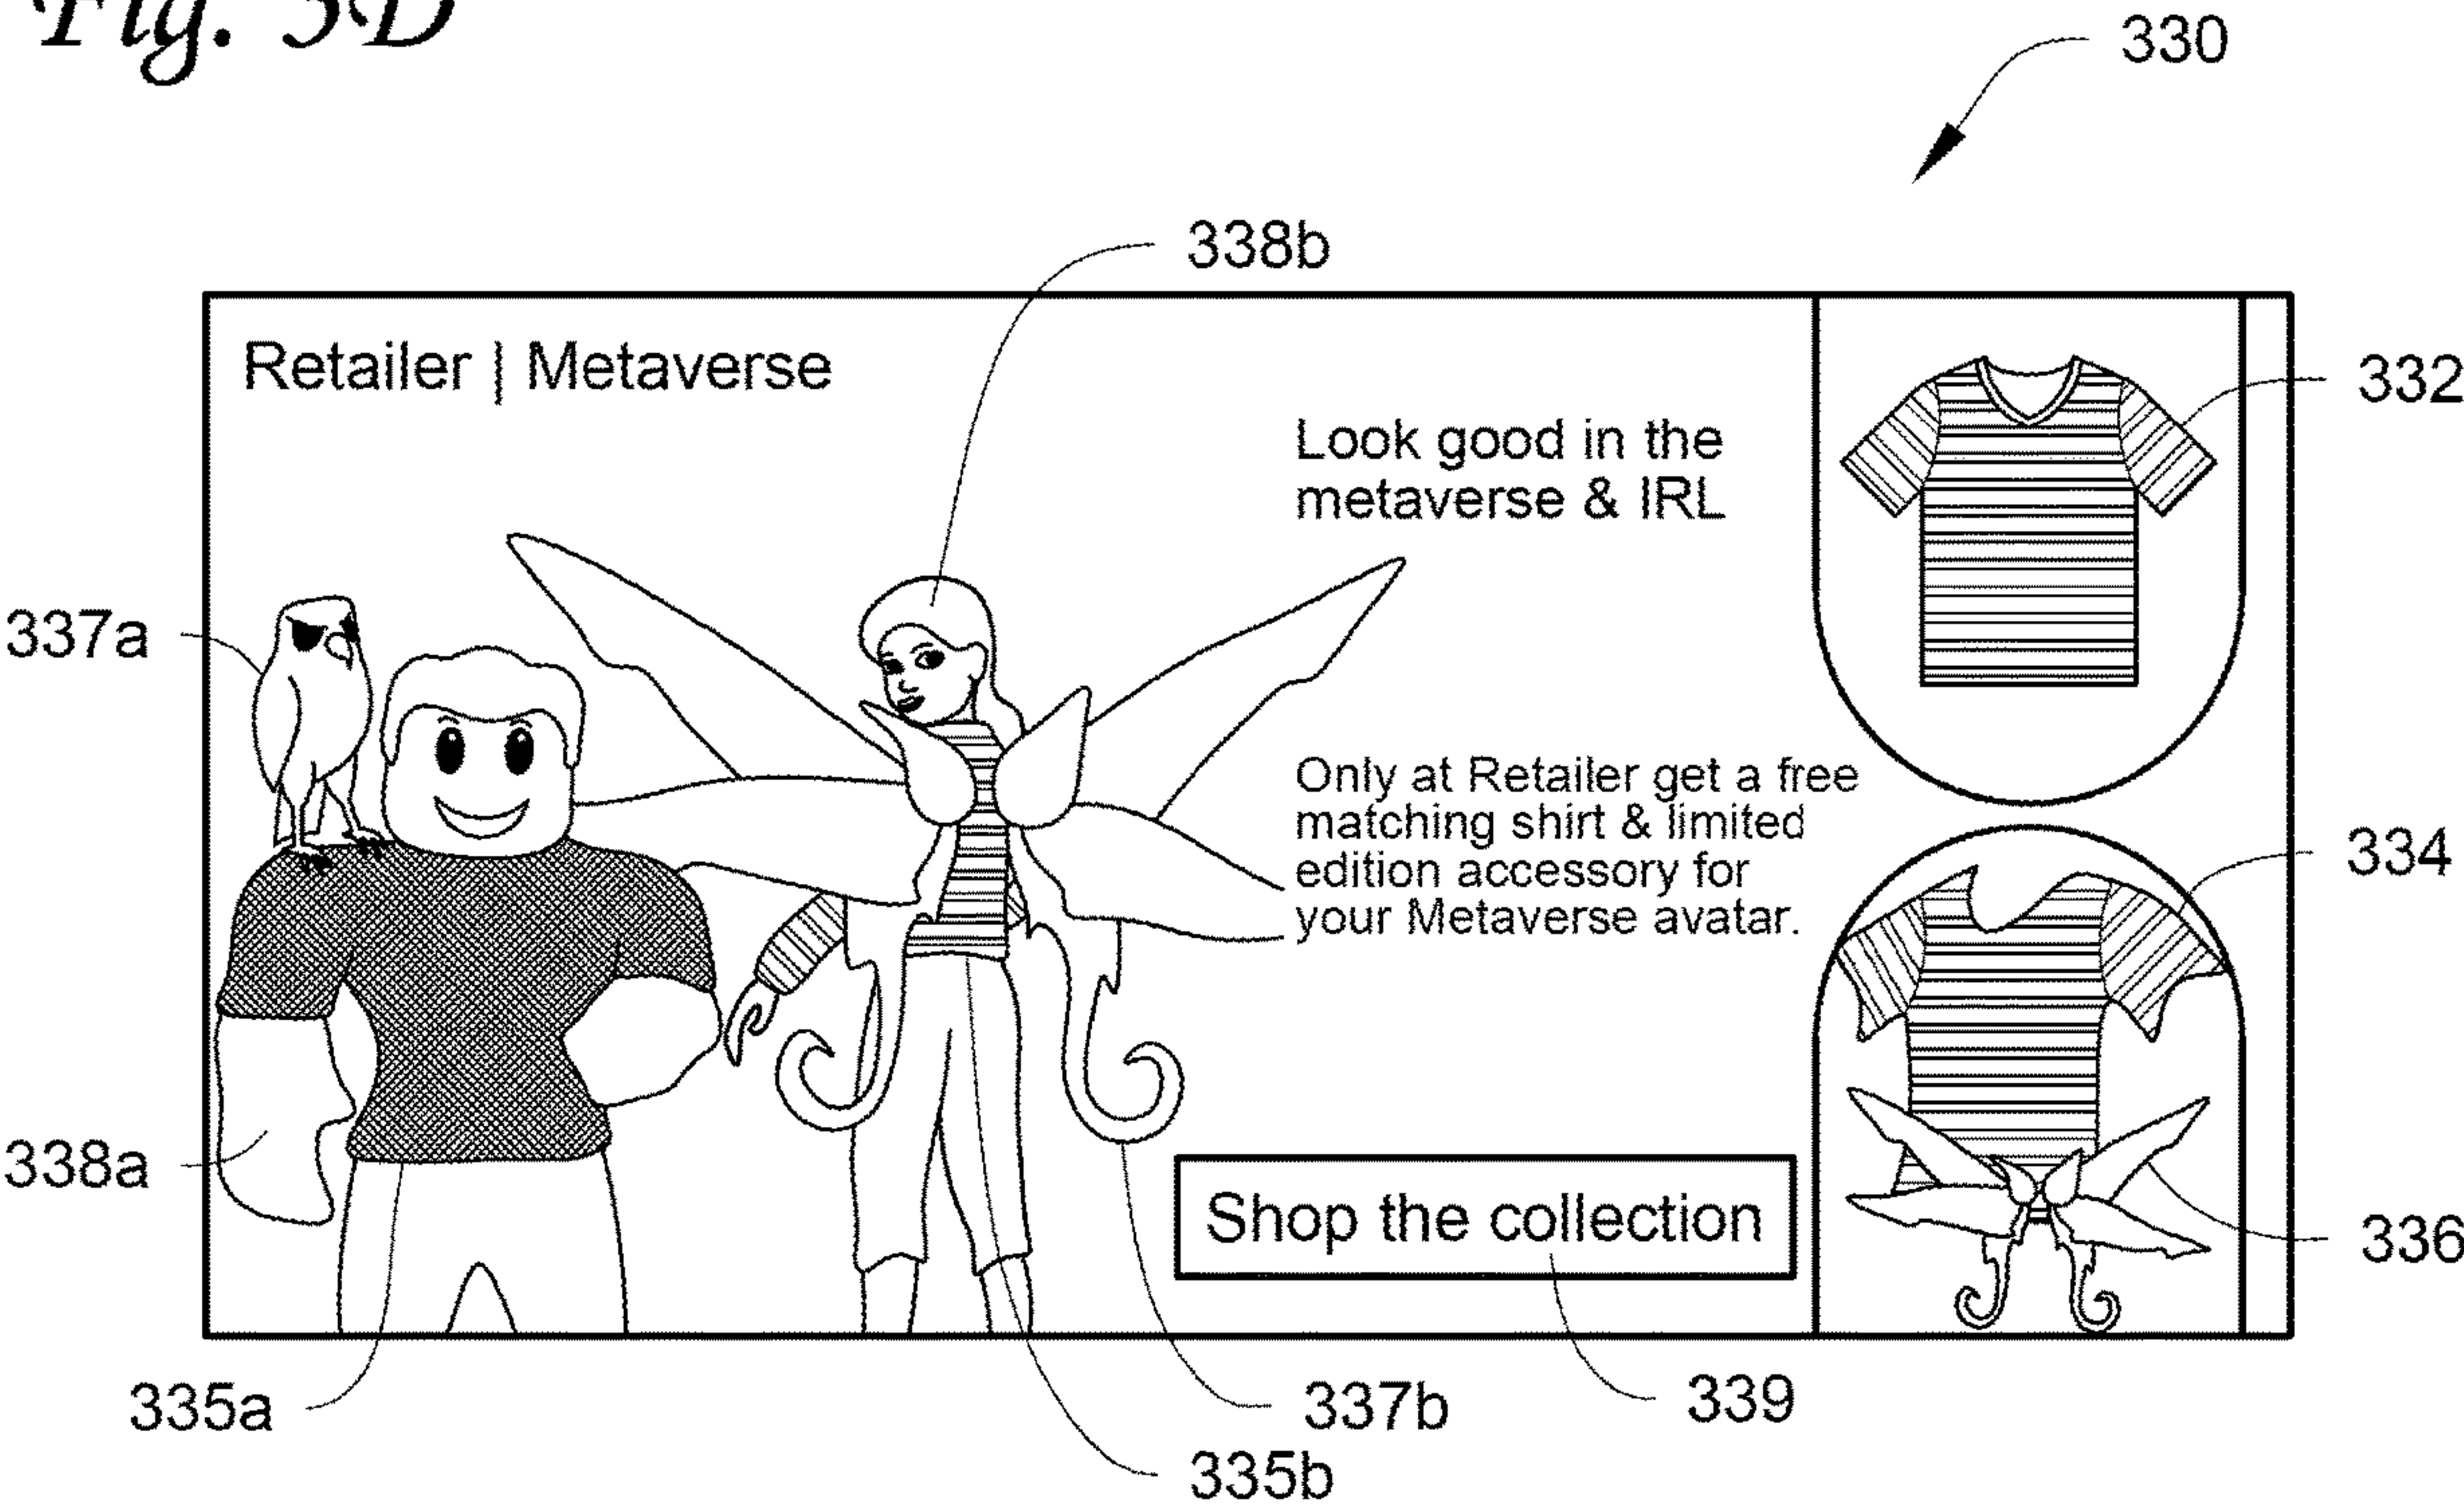 Fig. 3D
330
338b
Retailer | Metaverse
332
Look good in the
metaverse & IRL
337a
Only at Retailer get a free
matching shirt & limited
edition accessory for
your Metaverse avatar.
334
338a
Shop the collection
336
335a
337b
339
335b